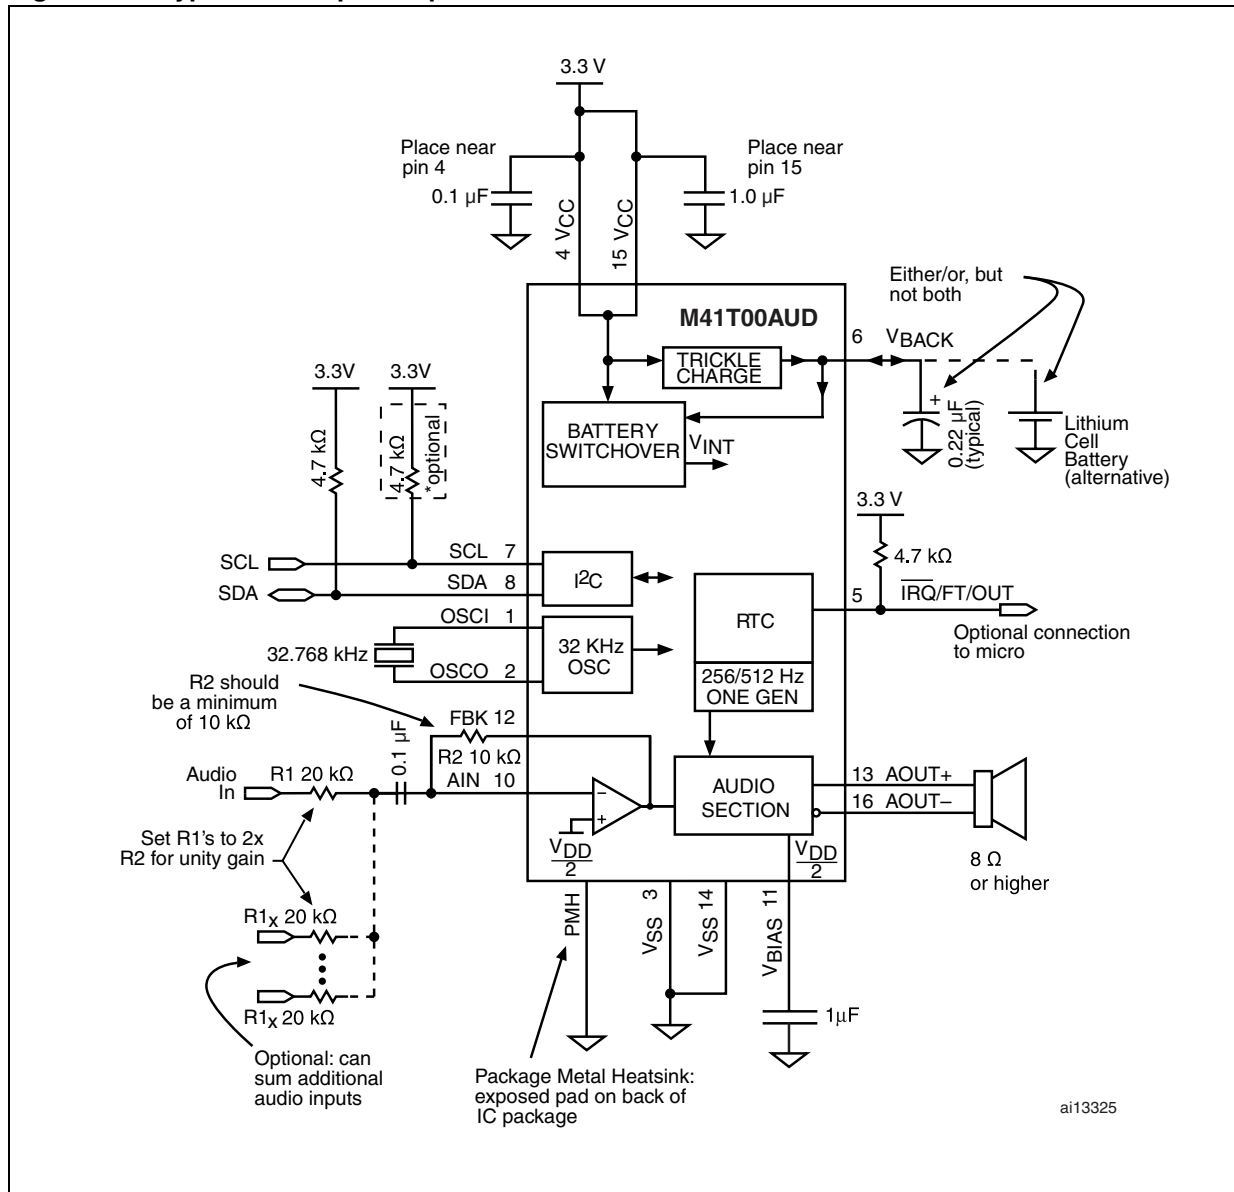 3.3 V
Place near
pin 4
0.1 µF
Place near
pin 15
1.0 µF
4 VCC
15 VCC
M41T00AUD
Either/or, but
not both
6
VBACK
TRICKLE
CHARGE
BATTERY
SWITCHOVER
VINT
+
0.22 µF
(typical)
Lithium
Cell
Battery
(alternative)
3.3V
3.3V
4.7 kΩ
4.7 kΩ
*optional
3.3 V
4.7 kΩ
SCL
SCL 7
SDA
SDA 8
I2C
RTC
5
IRQ/FT/OUT
Optional connection
to micro
OSCI 1
32.768 kHz
OSCO 2
32 KHz
OSC
256/512 Hz
ONE GEN
R2 should
be a minimum
of 10 kΩ
FBK 12
R2 10 kΩ
0.1 µF
Audio
In
R1 20 kΩ
AIN 10
−
+
VDD
2
AUDIO
SECTION
13 AOUT+
16 AOUT−
8 Ω
or higher
VDD
2
Set R1's to 2x
R2 for unity gain
R1X 20 kΩ
R1X 20 kΩ
Optional: can
sum additional
audio inputs
PMH
VSS 3
VSS 14
VBIAS 11
1µF
Package Metal Heatsink:
exposed pad on back of
IC package
ai13325